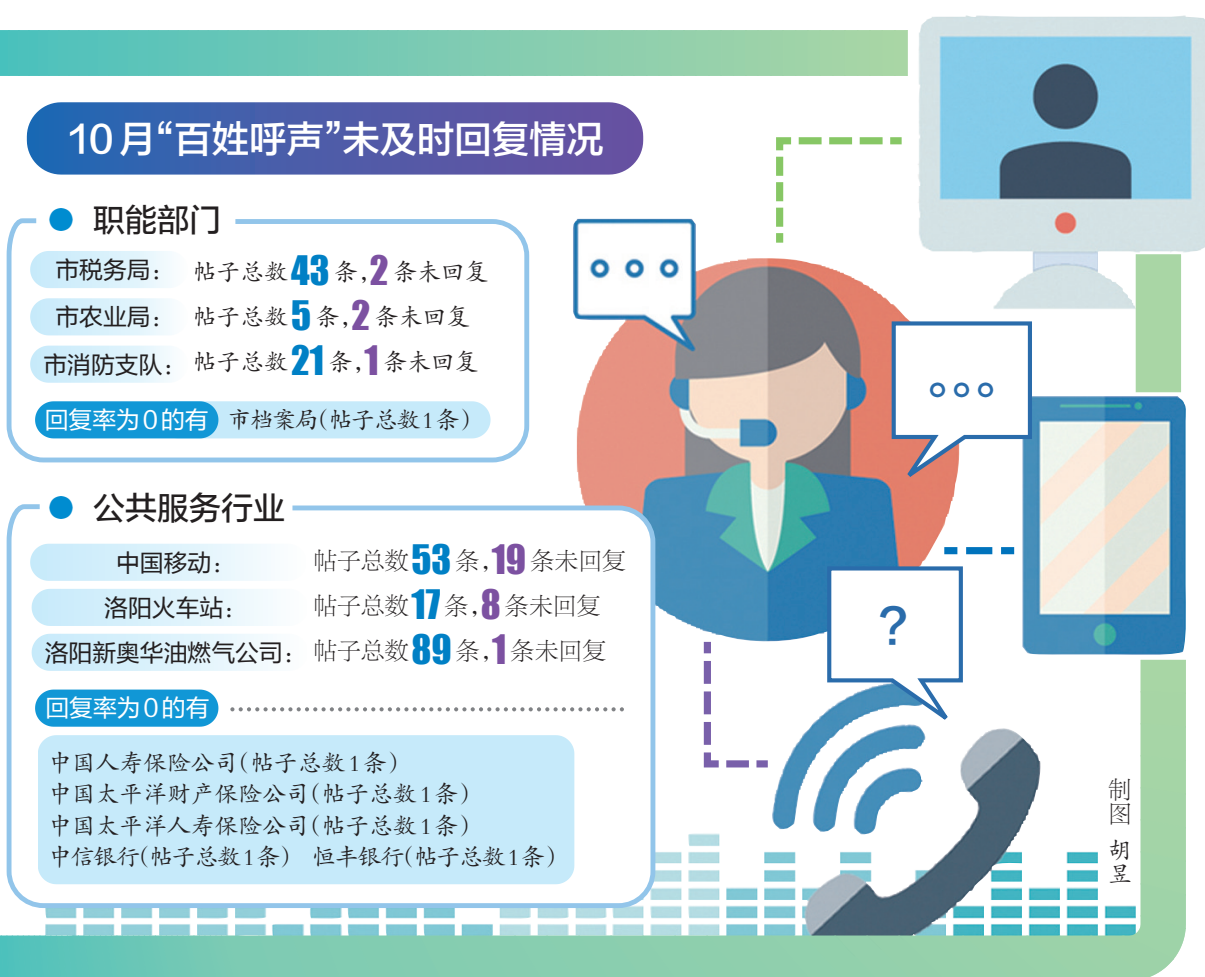 10月“百姓呼声”未及时回复情况
职能部门
市税务局： 帖子总数43条，2条未回复
市农业局： 帖子总数5条，2条未回复
市消防支队： 帖子总数21条，1条未回复
回复率为0的有 市档案局(帖子总数1条)
公共服务行业
中国移动： 帖子总数53条，19条未回复
洛阳火车站： 帖子总数17条，8条未回复
洛阳新奥华油燃气公司： 帖子总数89条，1条未回复
回复率为0的有
中国人寿保险公司(帖子总数1条)
中国太平洋财产保险公司(帖子总数1条)
中国太平洋人寿保险公司(帖子总数1条)
中信银行(帖子总数1条) 恒丰银行(帖子总数1条)
?
制图 胡昱